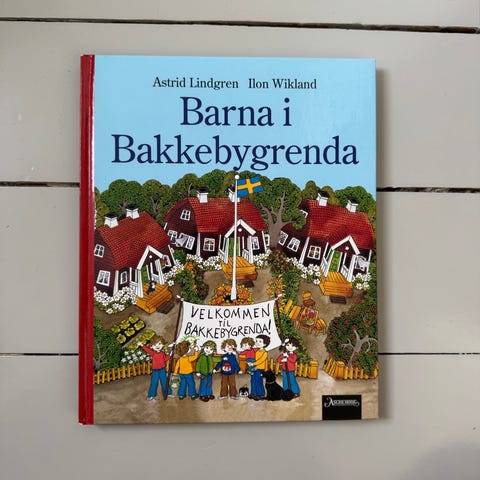 Astrid Lindgren Ilon Wikland
Barna i
Bakkebygrenda
VELKOMMEN
TIL
BAKKEBYGRENDA!